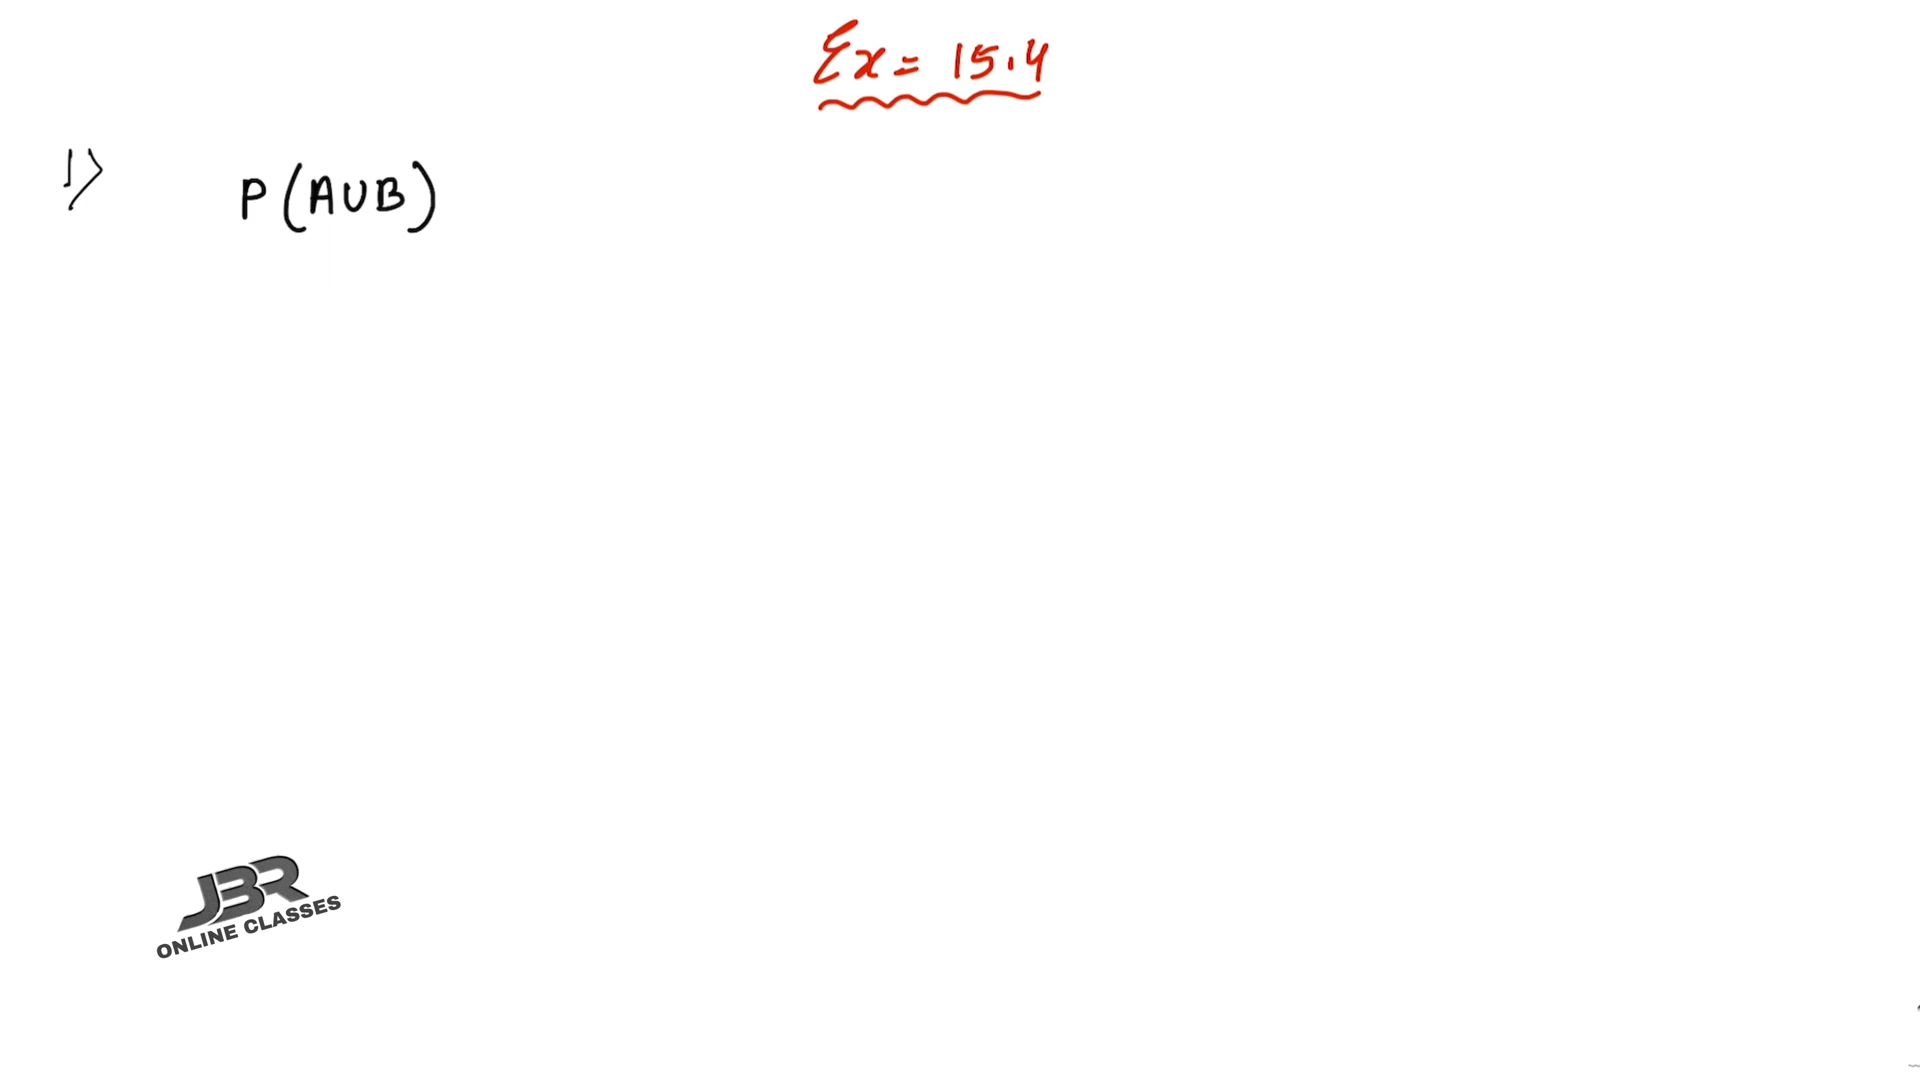 Ex = 15.4
1>
P(AUB)
JBR
ONLINE CLASSES